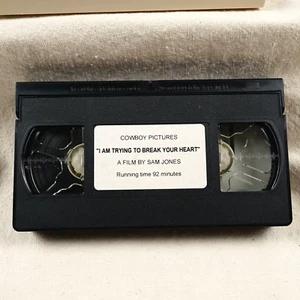 COWBOY PICTURES
"I AM TRYING TO BREAK YOUR HEART"
A FILM BY SAM JONES
Running time 92 minutes